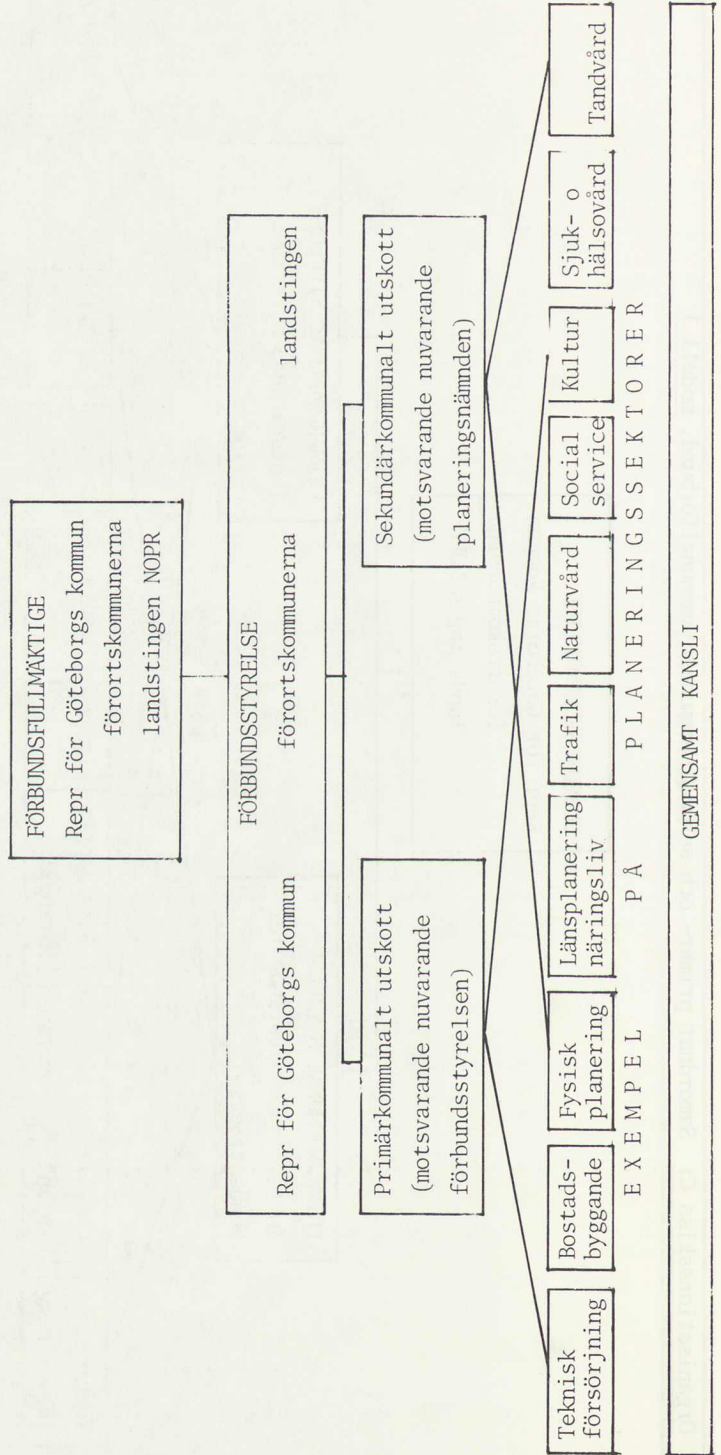 FÖRBUNDSFULLMÄKTIGE
Repr för Göteborgs kommun
förortskommunerna
landstingen NOPR
FÖRBUNDSSTYRELSE
Repr för Göteborgs kommun förortskommunerna landstingen
Primärkommunalt utskott
(motsvarande nuvarande
förbundsstyrelsen)
Sekundärkommunalt utskott
(motsvarande nuvarande
planeringsnämnden)
Teknisk
försörjning
Bostads-
byggande
Fysisk
planering
Länsplanering
näringsliv
Trafik
Naturvård
Social
service
Kultur
Sjuk- o
hälsovård
Tandvård
EXEMPEL PÅ PLANERINGSSEKTORER
GEMENSAMT KANSLI